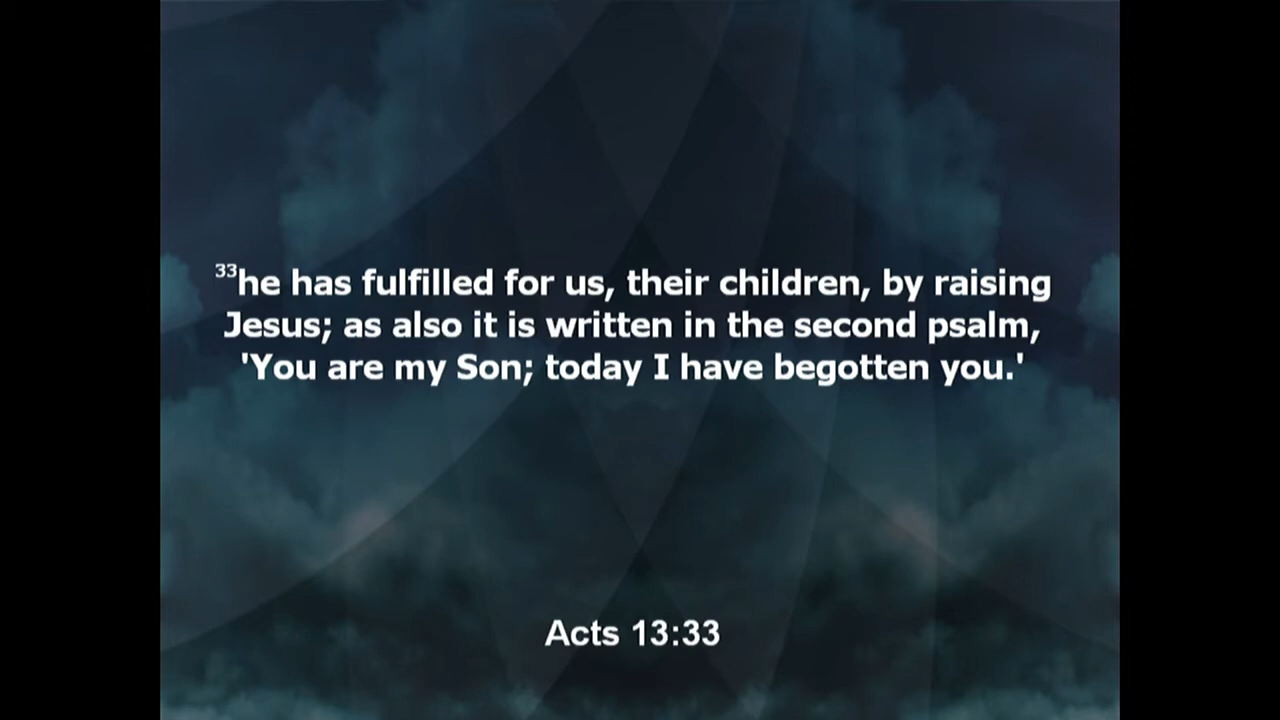 33he has fulfilled for us, their children, by raising
Jesus; as also it is written in the second psalm,
'You are my Son; today I have begotten you.'
Acts 13:33